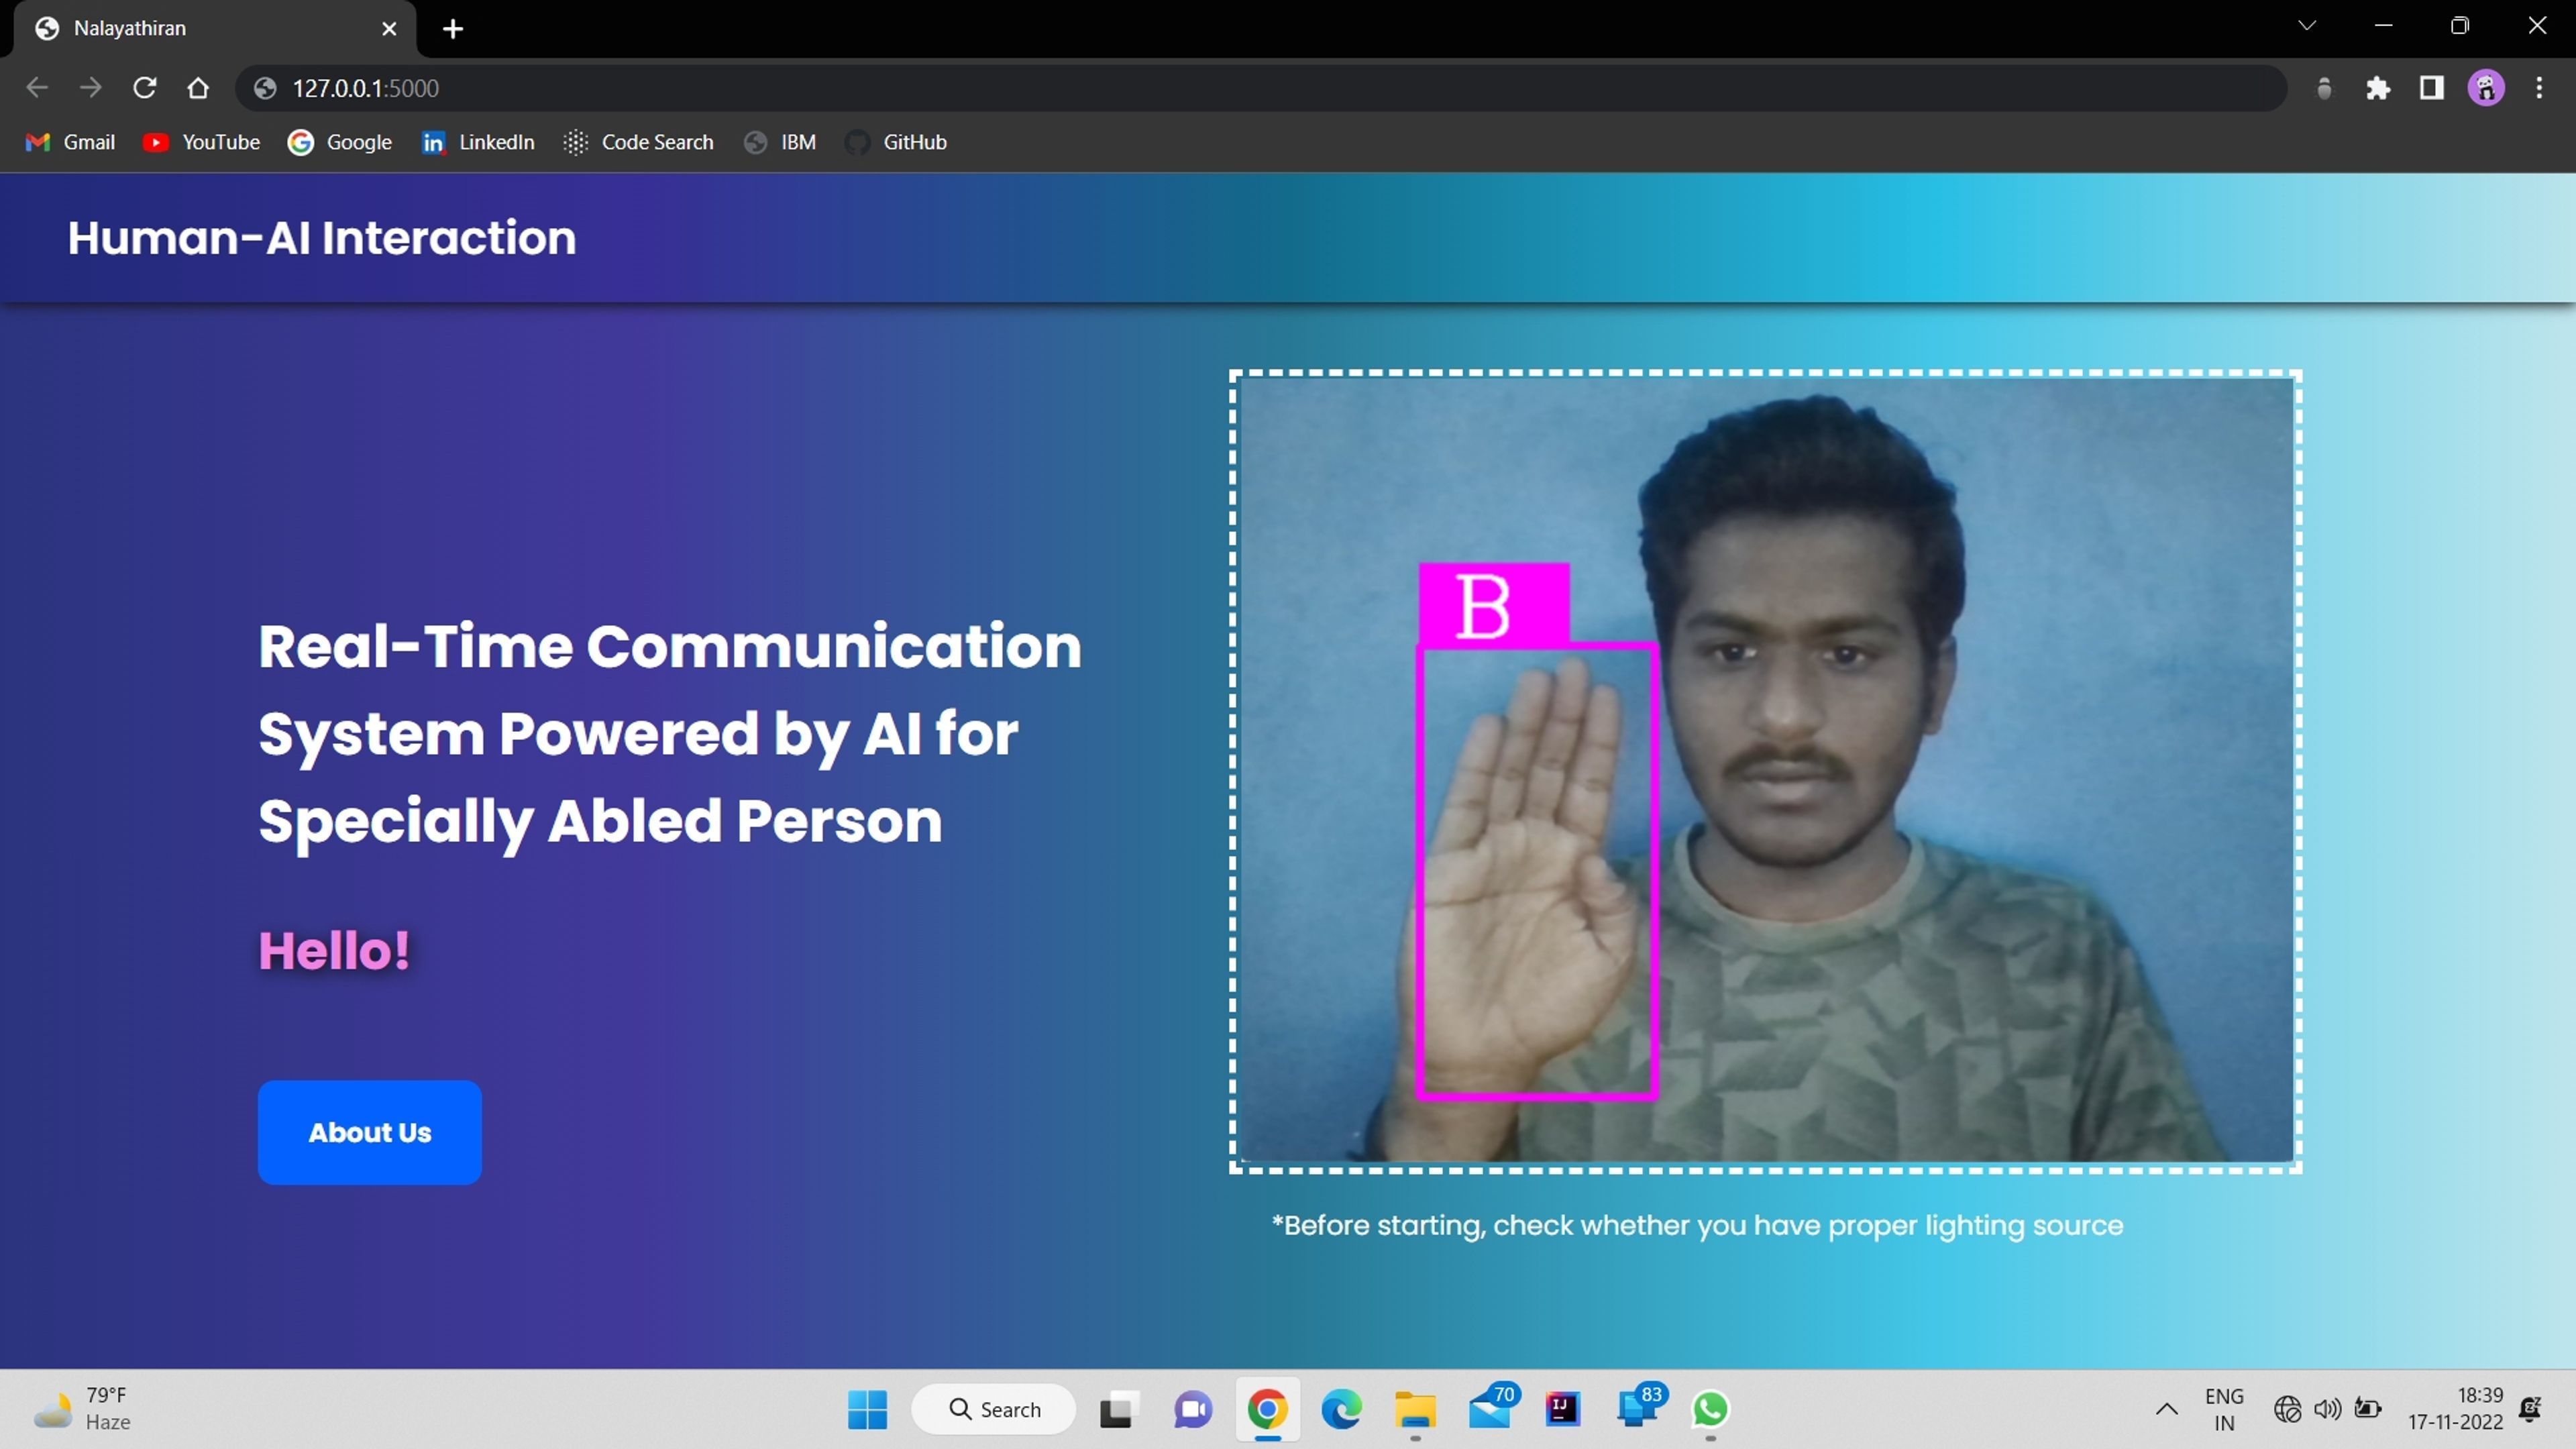 Nalayathiran
127.0.0.1:5000
Gmail YouTube Google LinkedIn Code Search IBM GitHub
Human-AI Interaction
Real-Time Communication
System Powered by AI for
Specially Abled Person
Hello!
About Us
B
*Before starting, check whether you have proper lighting source
79°F
Haze
Search
70
IJ
83
ENG
IN
18:39
17-11-2022